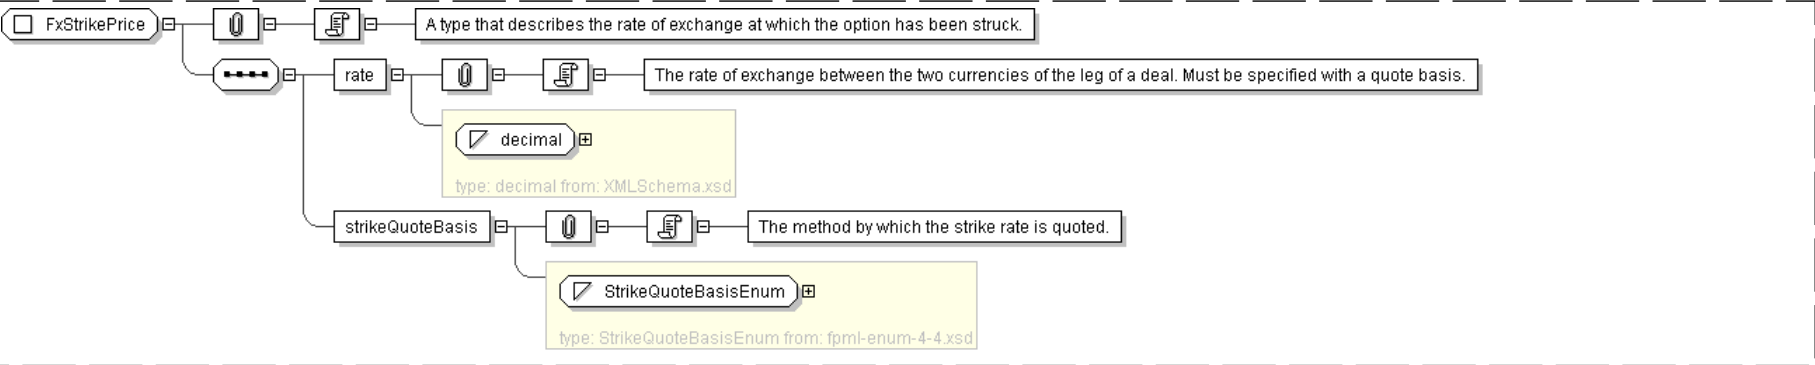 FxStrikePrice
A type that describes the rate of exchange at which the option has been struck.
rate
The rate of exchange between the two currencies of the leg of a deal. Must be specified with a quote basis.
decimal
type: decimal from: XMLSchema.xsd
strikeQuoteBasis
The method by which the strike rate is quoted.
StrikeQuoteBasisEnum
type: StrikeQuoteBasisEnum from: fpml-enum-4-4.xsd